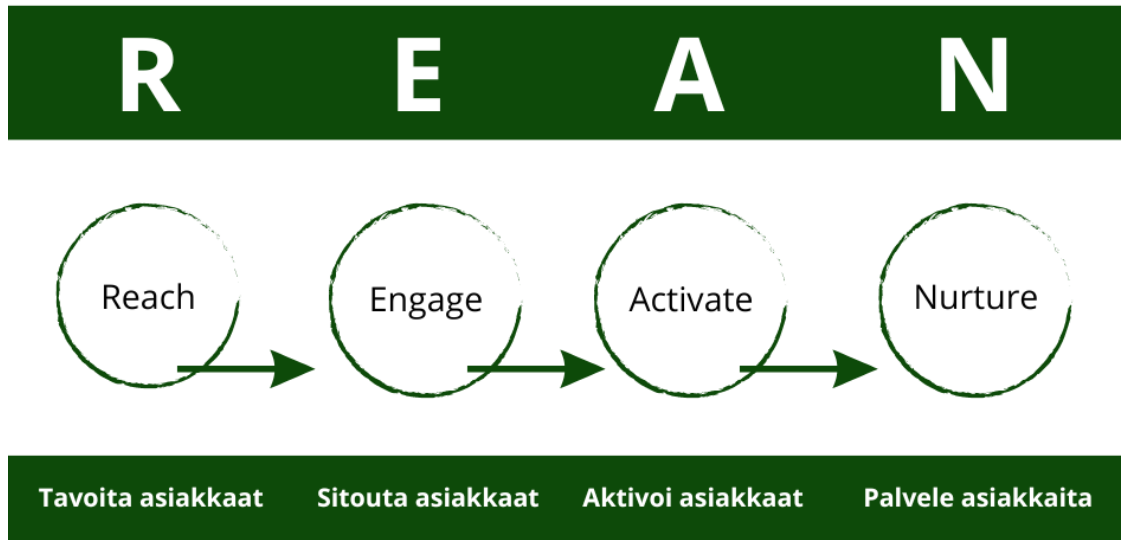 R E A N
Reach Engage Activate Nurture
Tavoita asiakkaat Sitouta asiakkaat Aktivoi asiakkaat Palvele asiakkaita